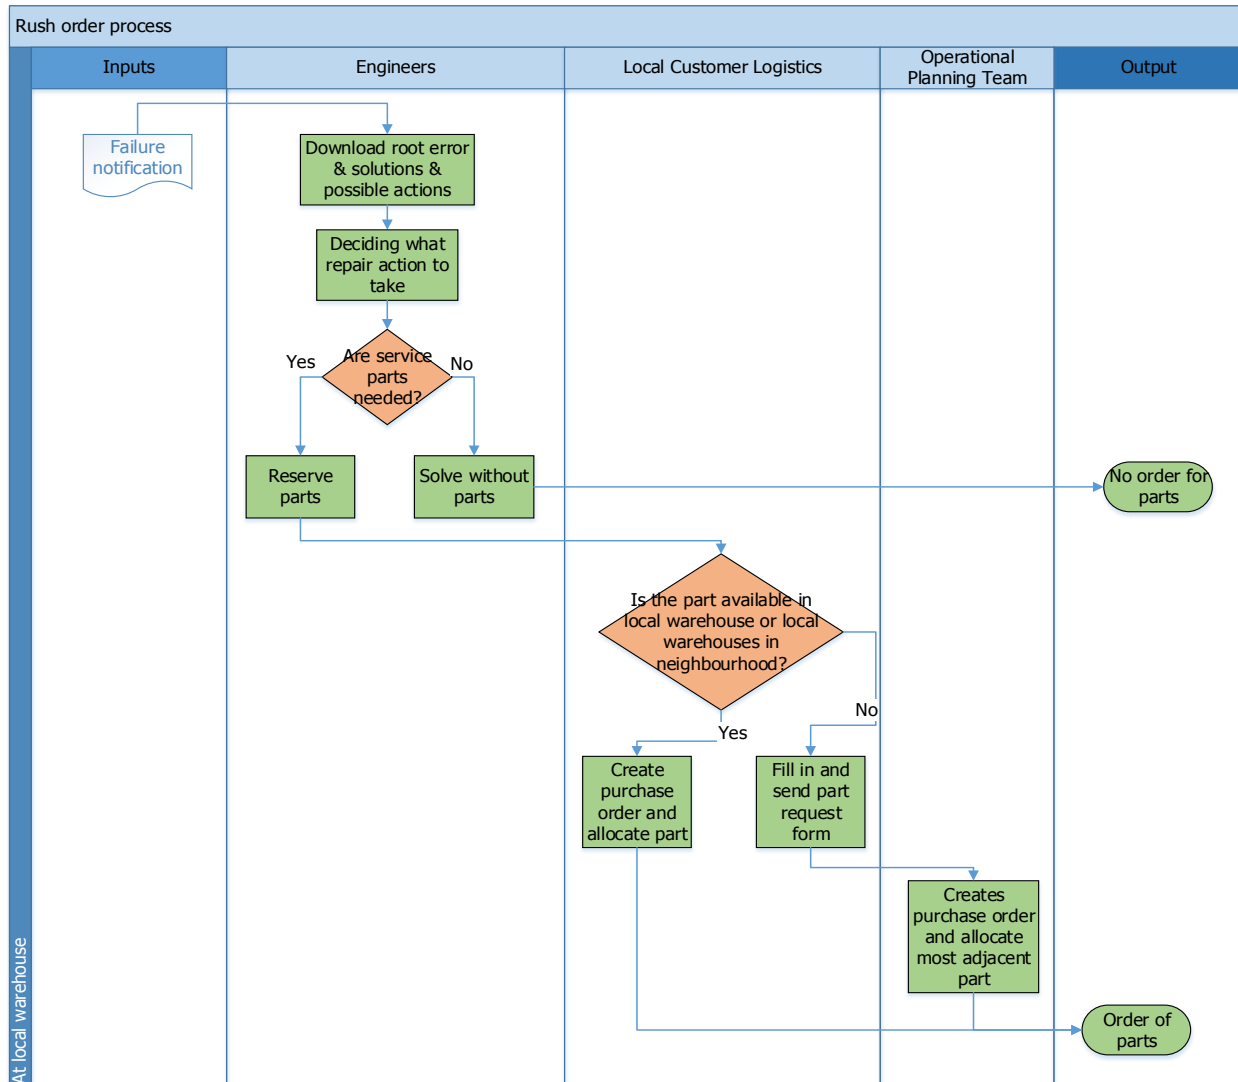 Rush order process
Inputs
Engineers
Local Customer Logistics
Operational
Planning Team
Output
Failure
notification
Download root error
& solutions &
possible actions
Deciding what
repair action to
take
Are service
parts
needed?
Yes
No
Reserve
parts
Solve without
parts
No order for
parts
Is the part available in
local warehouse or local
warehouses in
neighbourhood?
No
Yes
Create
purchase
order and
allocate part
Fill in and
send part
request
form
Creates
purchase order
and allocate
most adjacent
part
Order of
parts
At local warehouse